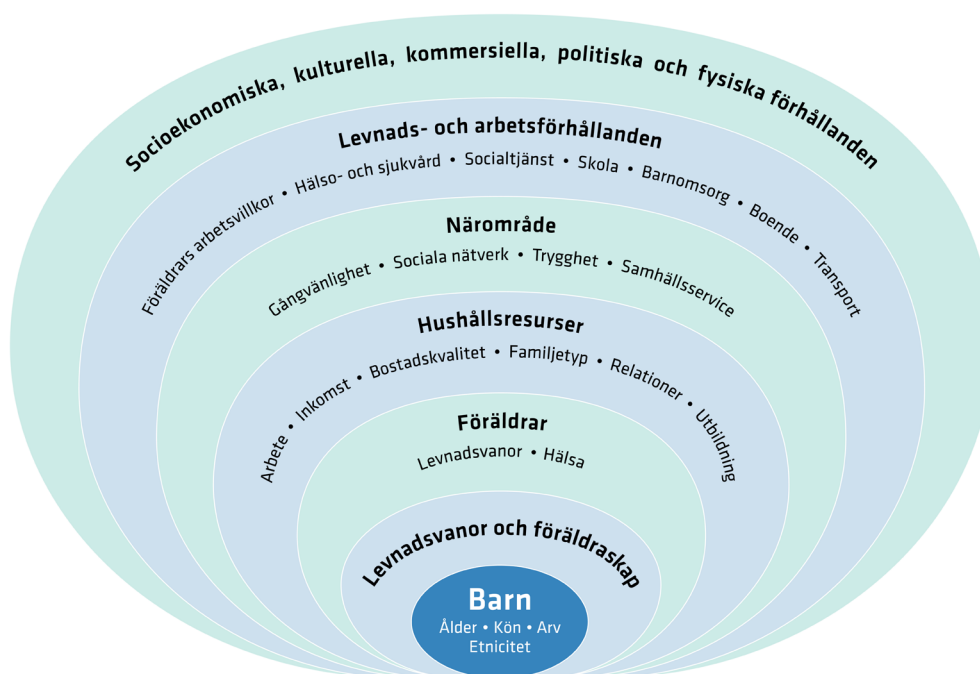 Socioekonomiska, kulturella, kommersiella, politiska och fysiska förhållanden
Levnads- och arbetsförhållanden
Föräldrars arbetsvillkor • Hälso- och sjukvård • Socialtjänst • Skola • Barnomsorg • Boende • Transport
Närområde
Gångvänlighet • Sociala nätverk • Trygghet • Samhällsservice
Hushållsresurser
Arbete • Inkomst • Bostadskvalitet • Familjetyp • Relationer • Utbildning
Föräldrar
Levnadsvanor • Hälsa
Levnadsvanor och föräldraskap
Barn
Ålder • Kön • Arv
Etnicitet